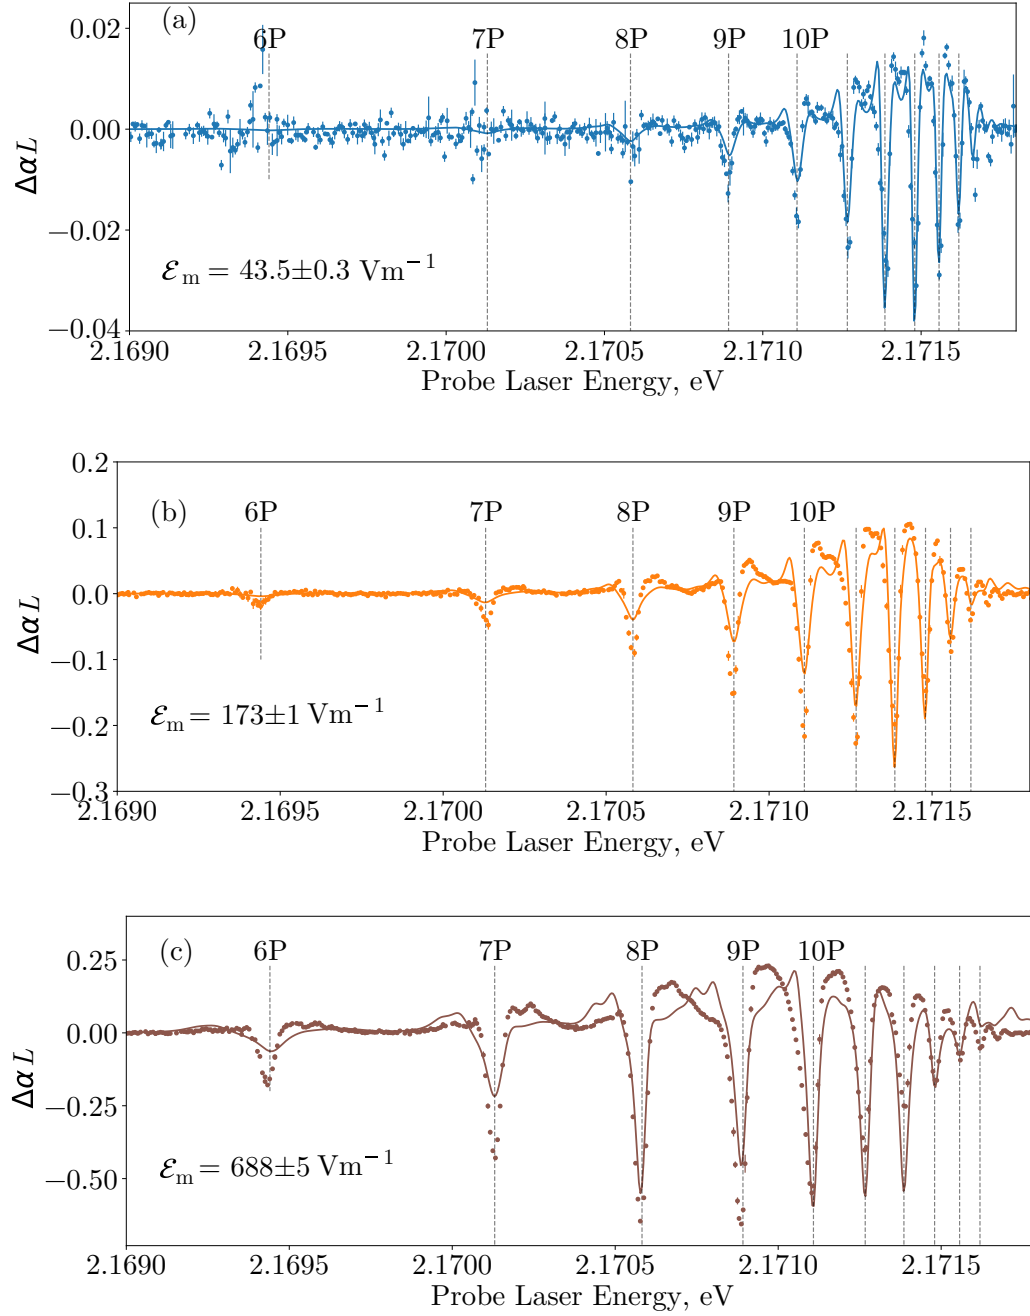 (a)
6P 7P 8P 9P 10P
0.02
0.00
−0.02
−0.04
ΔαL
ℰm = 43.5±0.3 Vm⁻¹
2.1690 2.1695 2.1700 2.1705 2.1710 2.1715
Probe Laser Energy, eV
(b)
6P 7P 8P 9P 10P
0.2
0.1
0.0
−0.1
−0.2
−0.3
ΔαL
ℰm = 173±1 Vm⁻¹
2.1690 2.1695 2.1700 2.1705 2.1710 2.1715
Probe Laser Energy, eV
(c)
6P 7P 8P 9P 10P
0.25
0.00
−0.25
−0.50
ΔαL
ℰm = 688±5 Vm⁻¹
2.1690 2.1695 2.1700 2.1705 2.1710 2.1715
Probe Laser Energy, eV